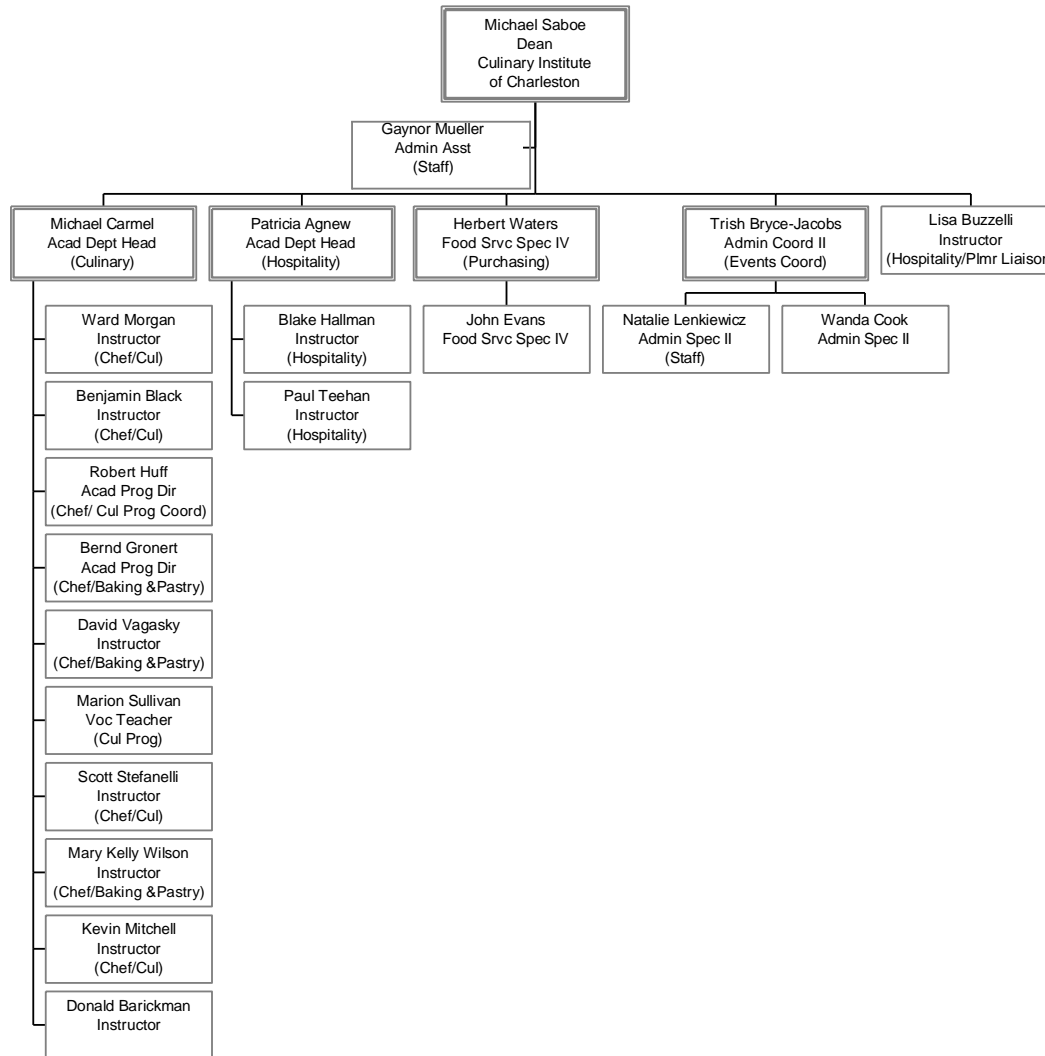 Michael Saboe
Dean
Culinary Institute
of Charleston
Gaynor Mueller
Admin Asst
(Staff)
Michael Carmel
Acad Dept Head
(Culinary)
Patricia Agnew
Acad Dept Head
(Hospitality)
Herbert Waters
Food Srvc Spec IV
(Purchasing)
Trish Bryce-Jacobs
Admin Coord II
(Events Coord)
Lisa Buzzelli
Instructor
(Hospitality/Plmr Liaison
Ward Morgan
Instructor
(Chef/Cul)
Benjamin Black
Instructor
(Chef/Cul)
Robert Huff
Acad Prog Dir
(Chef/ Cul Prog Coord)
Bernd Gronert
Acad Prog Dir
(Chef/Baking &Pastry)
David Vagasky
Instructor
(Chef/Baking &Pastry)
Marion Sullivan
Voc Teacher
(Cul Prog)
Scott Stefanelli
Instructor
(Chef/Cul)
Mary Kelly Wilson
Instructor
(Chef/Baking &Pastry)
Kevin Mitchell
Instructor
(Chef/Cul)
Donald Barickman
Instructor
Blake Hallman
Instructor
(Hospitality)
Paul Teehan
Instructor
(Hospitality)
John Evans
Food Srvc Spec IV
Natalie Lenkiewicz
Admin Spec II
(Staff)
Wanda Cook
Admin Spec II